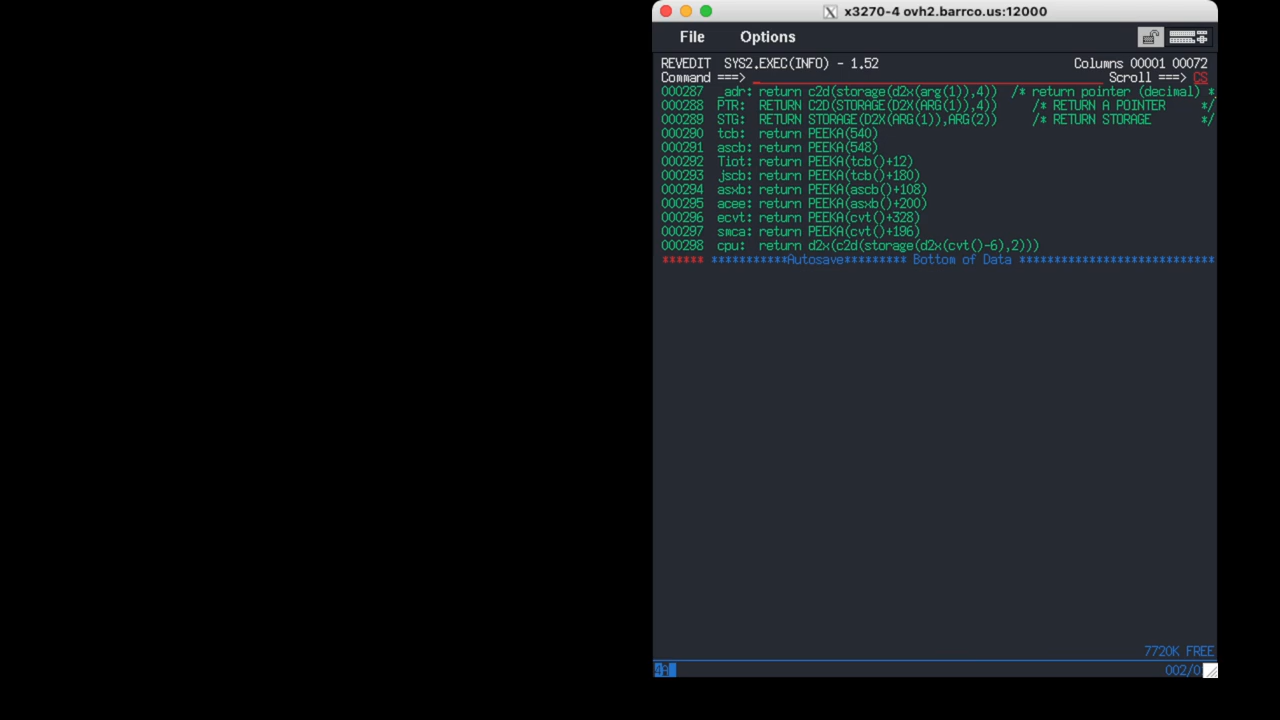 x3270-4 ovh2.barrco.us:12000
File Options
REVEDIT SYS2.EXEC(INFO) - 1.52 Columns 00001 00072
Command ===> _ Scroll ===> CS
000287 _adr: return c2d(storage(d2x(arg(1)),4)) /* return pointer (decimal) *
000288 PTR: RETURN C2D(STORAGE(D2X(ARG(1)),4)) /* RETURN A POINTER */
000289 STG: RETURN STORAGE(D2X(ARG(1)),ARG(2)) /* RETURN STORAGE */
000290 tcb: return PEEKA(540)
000291 ascb: return PEEKA(548)
000292 Tiot: return PEEKA(tcb()+12)
000293 jscb: return PEEKA(tcb()+180)
000294 asxb: return PEEKA(ascb()+108)
000295 acee: return PEEKA(asxb()+200)
000296 ecvt: return PEEKA(cvt()+328)
000297 smca: return PEEKA(cvt()+196)
000298 cpu: return d2x(c2d(storage(d2x(cvt()-6),2)))
****** ***********Autosave********* Bottom of Data ****************************
7720K FREE
4A 002/0